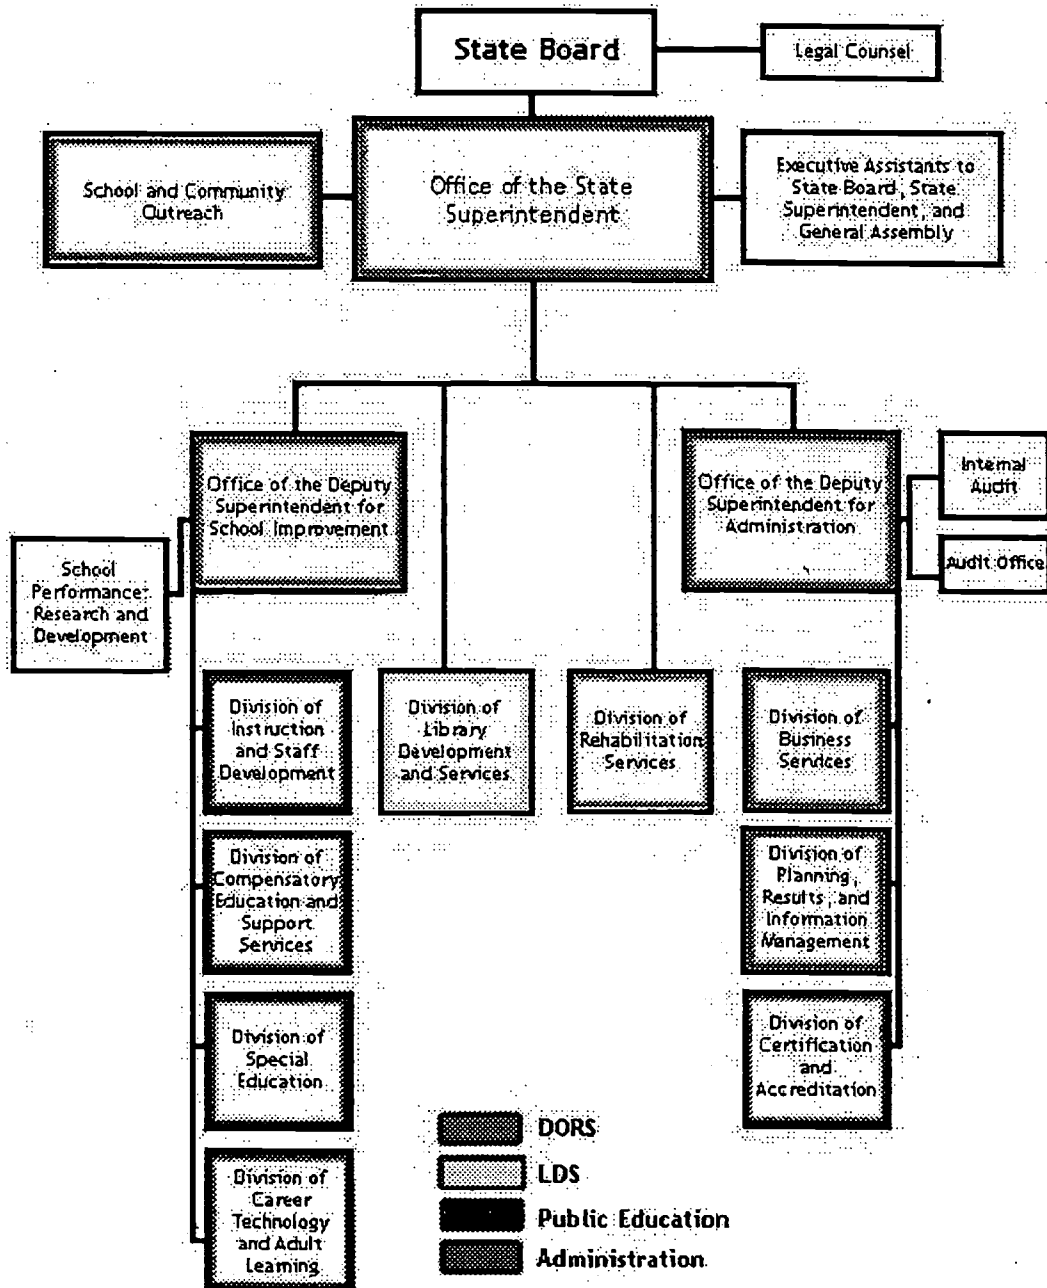 State Board
Legal Counsel
School and Community
Outreach
Office of the State
Superintendent
Executive Assistants to
State Board, State
Superintendent, and
General Assembly
Office of the Deputy
Superintendent for
School Improvement
Office of the Deputy
Superintendent for
Administration
Internal
Audit
Audit Office
School
Performance:
Research and
Development
Division of
Instruction
and Staff
Development
Division of
Library
Development
and Services
Division of
Rehabilitation
Services
Division of
Business
Services
Division of
Compensatory
Education and
Support
Services
Division of
Planning,
Results, and
Information
Management
Division of
Special
Education
Division of
Certification
and
Accreditation
Division of
Career
Technology
and Adult
Learning
DORS
LDS
Public Education
Administration